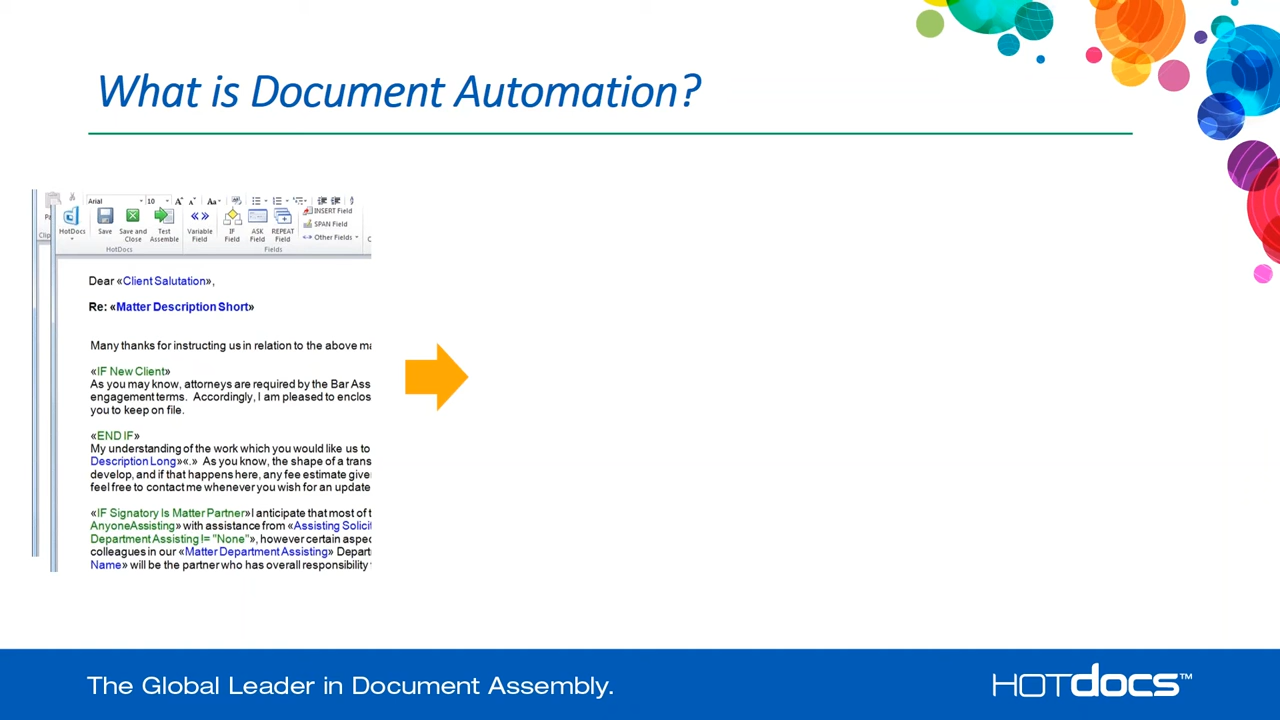 What is Document Automation?
Arial 10 Aa
INSERT Field
SPAN Field
Other Fields
HotDocs Save Save and Close Test Assemble Variable Field IF Field ASK Field REPEAT Field
HotDocs Fields
Dear «Client Salutation»,
Re: «Matter Description Short»
Many thanks for instructing us in relation to the above ma
«IF New Client»
As you may know, attorneys are required by the Bar Ass
engagement terms. Accordingly, I am pleased to enclos
you to keep on file.
«END IF»
My understanding of the work which you would like us to
Description Long»«.» As you know, the shape of a trans
develop, and if that happens here, any fee estimate give
feel free to contact me whenever you wish for an update
«IF Signatory Is Matter Partner»I anticipate that most of t
AnyoneAssisting» with assistance from «Assisting Solicit
Department Assisting != "None"», however certain aspec
colleagues in our «Matter Department Assisting» Depart
Name» will be the partner who has overall responsibility
The Global Leader in Document Assembly.
HOTdocs™